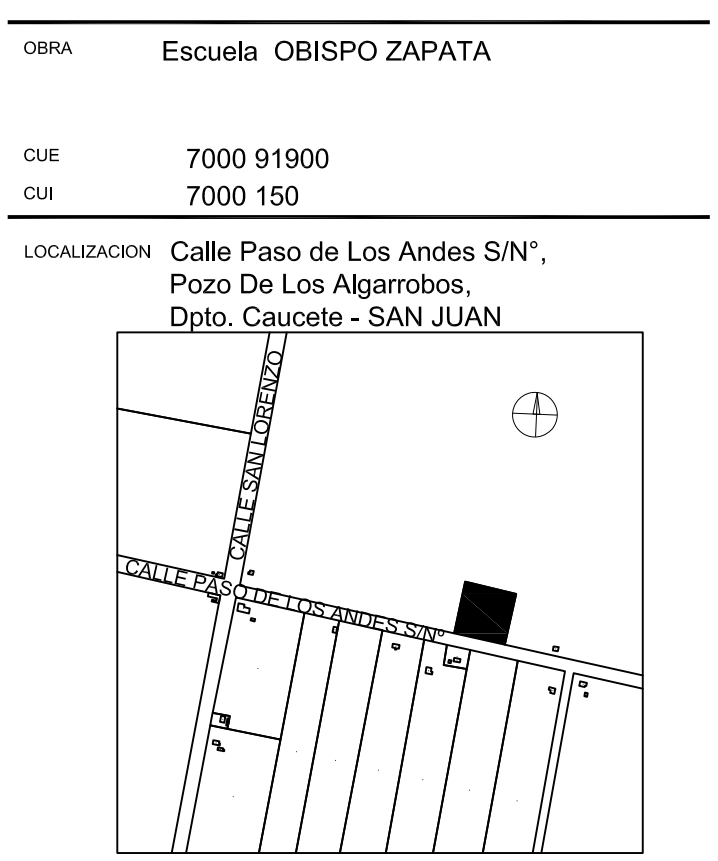 OBRA Escuela OBISPO ZAPATA
CUE 7000 91900
CUI 7000 150
LOCALIZACION Calle Paso de Los Andes S/N°,
Pozo De Los Algarrobos,
Dpto. Caucete - SAN JUAN
CALLE SAN LORENZO
CALLE PASO DE LOS ANDES S/N°